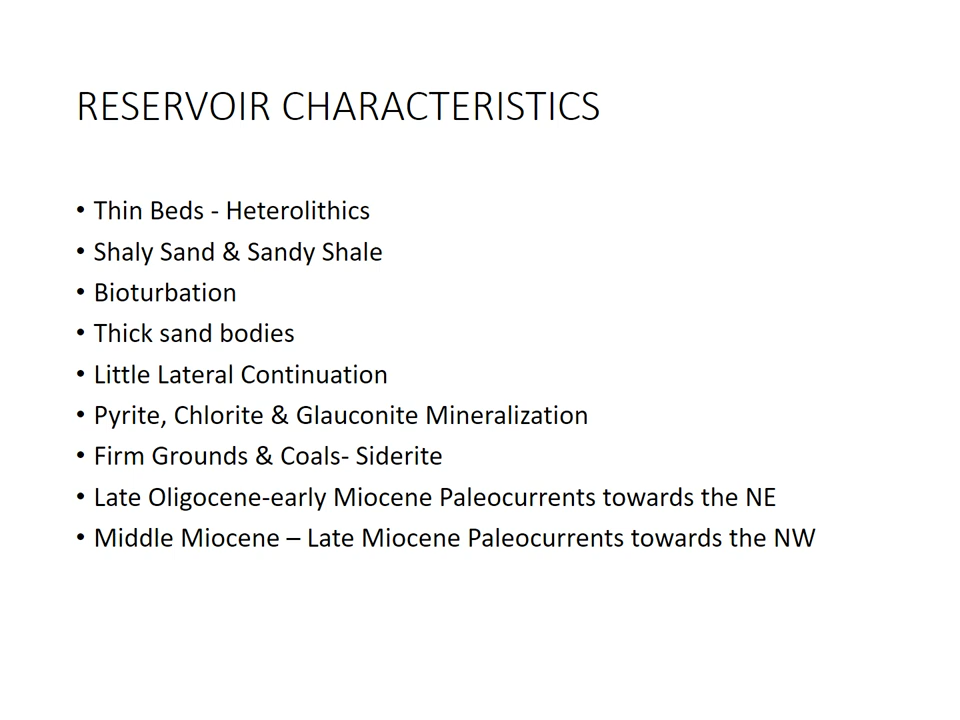 RESERVOIR CHARACTERISTICS
• Thin Beds - Heterolithics
• Shaly Sand & Sandy Shale
• Bioturbation
• Thick sand bodies
• Little Lateral Continuation
• Pyrite, Chlorite & Glauconite Mineralization
• Firm Grounds & Coals- Siderite
• Late Oligocene-early Miocene Paleocurrents towards the NE
• Middle Miocene – Late Miocene Paleocurrents towards the NW